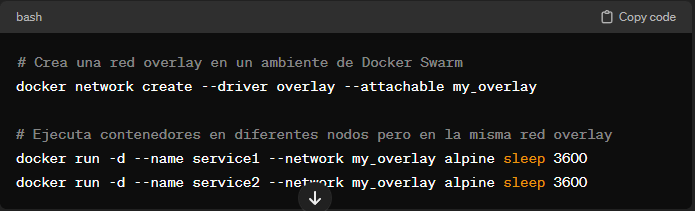 bash
Copy code
# Crea una red overlay en un ambiente de Docker Swarm
docker network create --driver overlay --attachable my_overlay
# Ejecuta contenedores en diferentes nodos pero en la misma red overlay
docker run -d --name service1 --network my_overlay alpine sleep 3600
docker run -d --name service2 --network my_overlay alpine sleep 3600